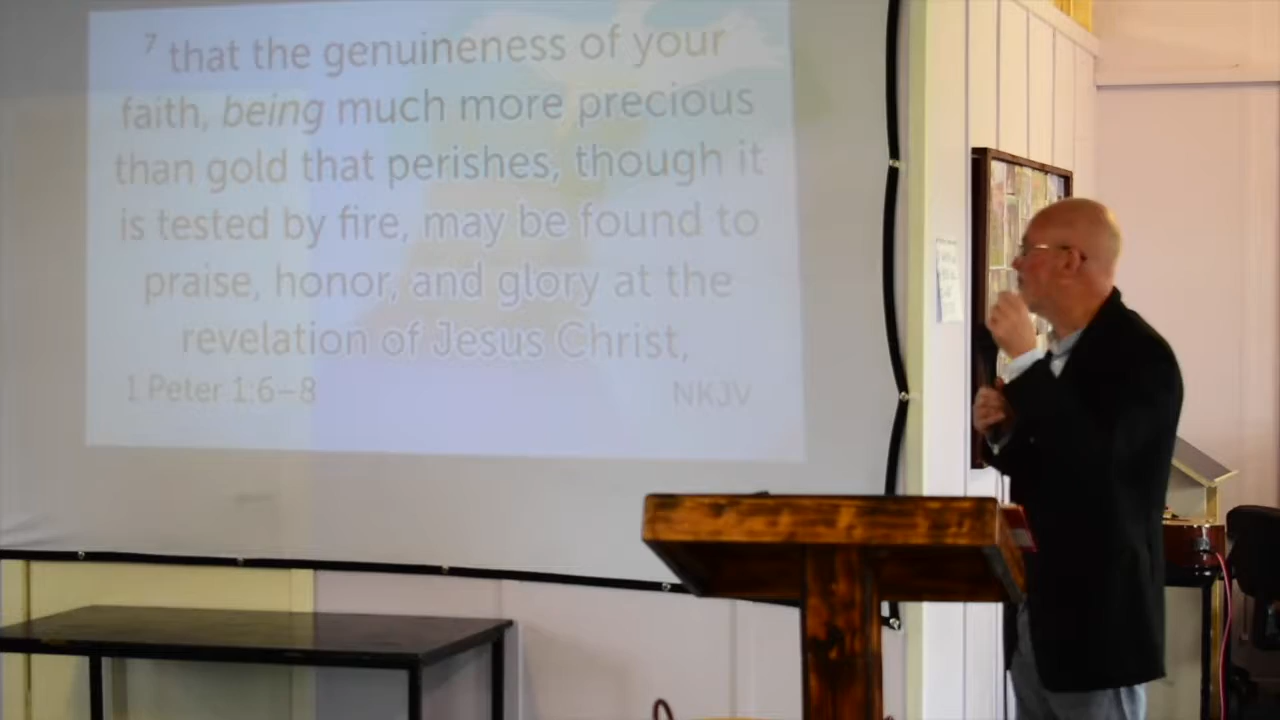 7 that the genuineness of your
faith, being much more precious
than gold that perishes, though it
is tested by fire, may be found to
praise, honor, and glory at the
revelation of Jesus Christ,
1 Peter 1:6–8 NKJV